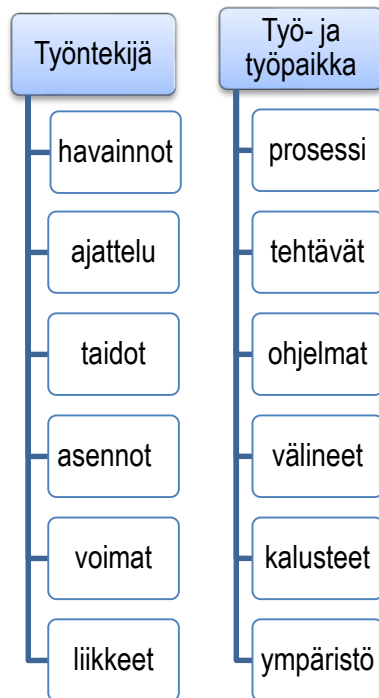 Työntekijä
havainnot
ajattelu
taidot
asennot
voimat
liikkeet
Työ- ja
työpaikka
prosessi
tehtävät
ohjelmat
välineet
kalusteet
ympäristö